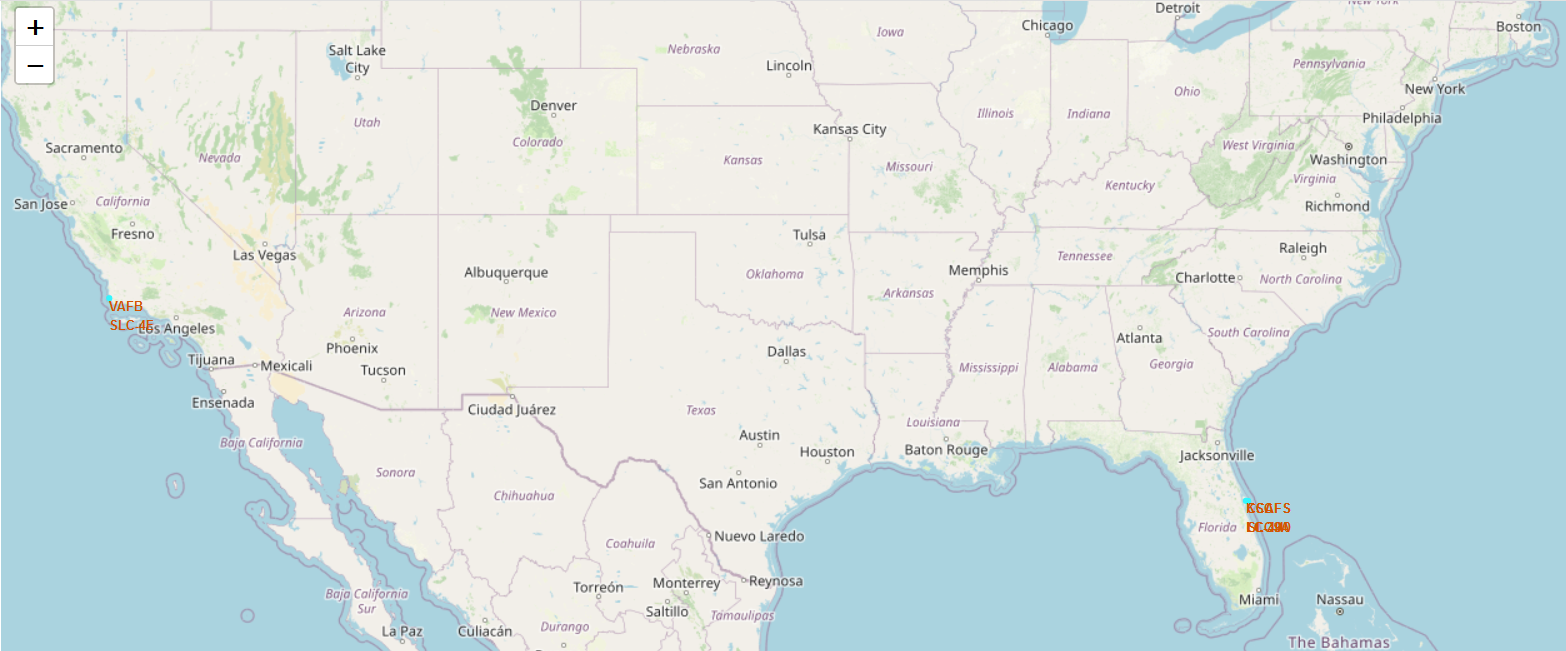 +
−
Detroit
Chicago
Boston
Iowa
Salt Lake
City
Nebraska
Lincoln
Pennsylvania
New York
Ohio
Denver
Illinois
Indiana
Philadelphia
Utah
Kansas City
Colorado
Sacramento
Nevada
Kansas
Missouri
West Virginia
Washington
Virginia
Kentucky
San Jose
California
Richmond
Fresno
Tulsa
Las Vegas
Raleigh
Tennessee
Albuquerque
Oklahoma
Memphis
Charlotte
North Carolina
Arkansas
VAFB
SLC-4E
Arizona
New Mexico
Los Angeles
South Carolina
Atlanta
Phoenix
Dallas
Tijuana
Mexicali
Tucson
Mississippi
Alabama
Georgia
Ensenada
Ciudad Juárez
Texas
Louisiana
Austin
Baja California
Houston
Baton Rouge
Jacksonville
Sonora
San Antonio
Chihuahua
Florida
Nuevo Laredo
Coahuila
Reynosa
Torreón
Monterrey
Baja California
Sur
Saltillo
Miami
Nassau
Tamaulipas
Durango
La Paz
Culiacán
The Bahamas